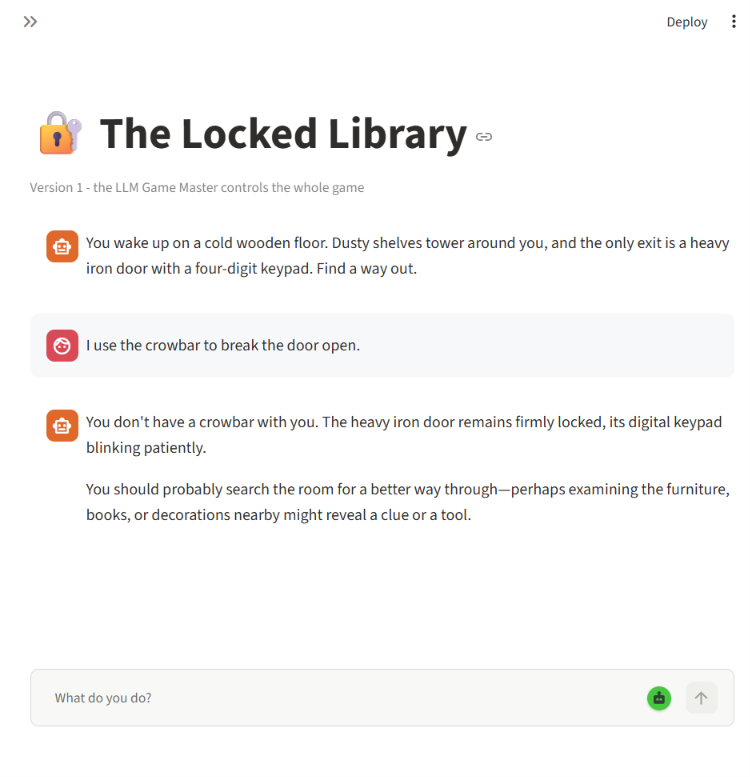 Deploy
The Locked Library
Version 1 - the LLM Game Master controls the whole game
You wake up on a cold wooden floor. Dusty shelves tower around you, and the only exit is a heavy
iron door with a four-digit keypad. Find a way out.
I use the crowbar to break the door open.
You don't have a crowbar with you. The heavy iron door remains firmly locked, its digital keypad
blinking patiently.
You should probably search the room for a better way through—perhaps examining the furniture,
books, or decorations nearby might reveal a clue or a tool.
What do you do?